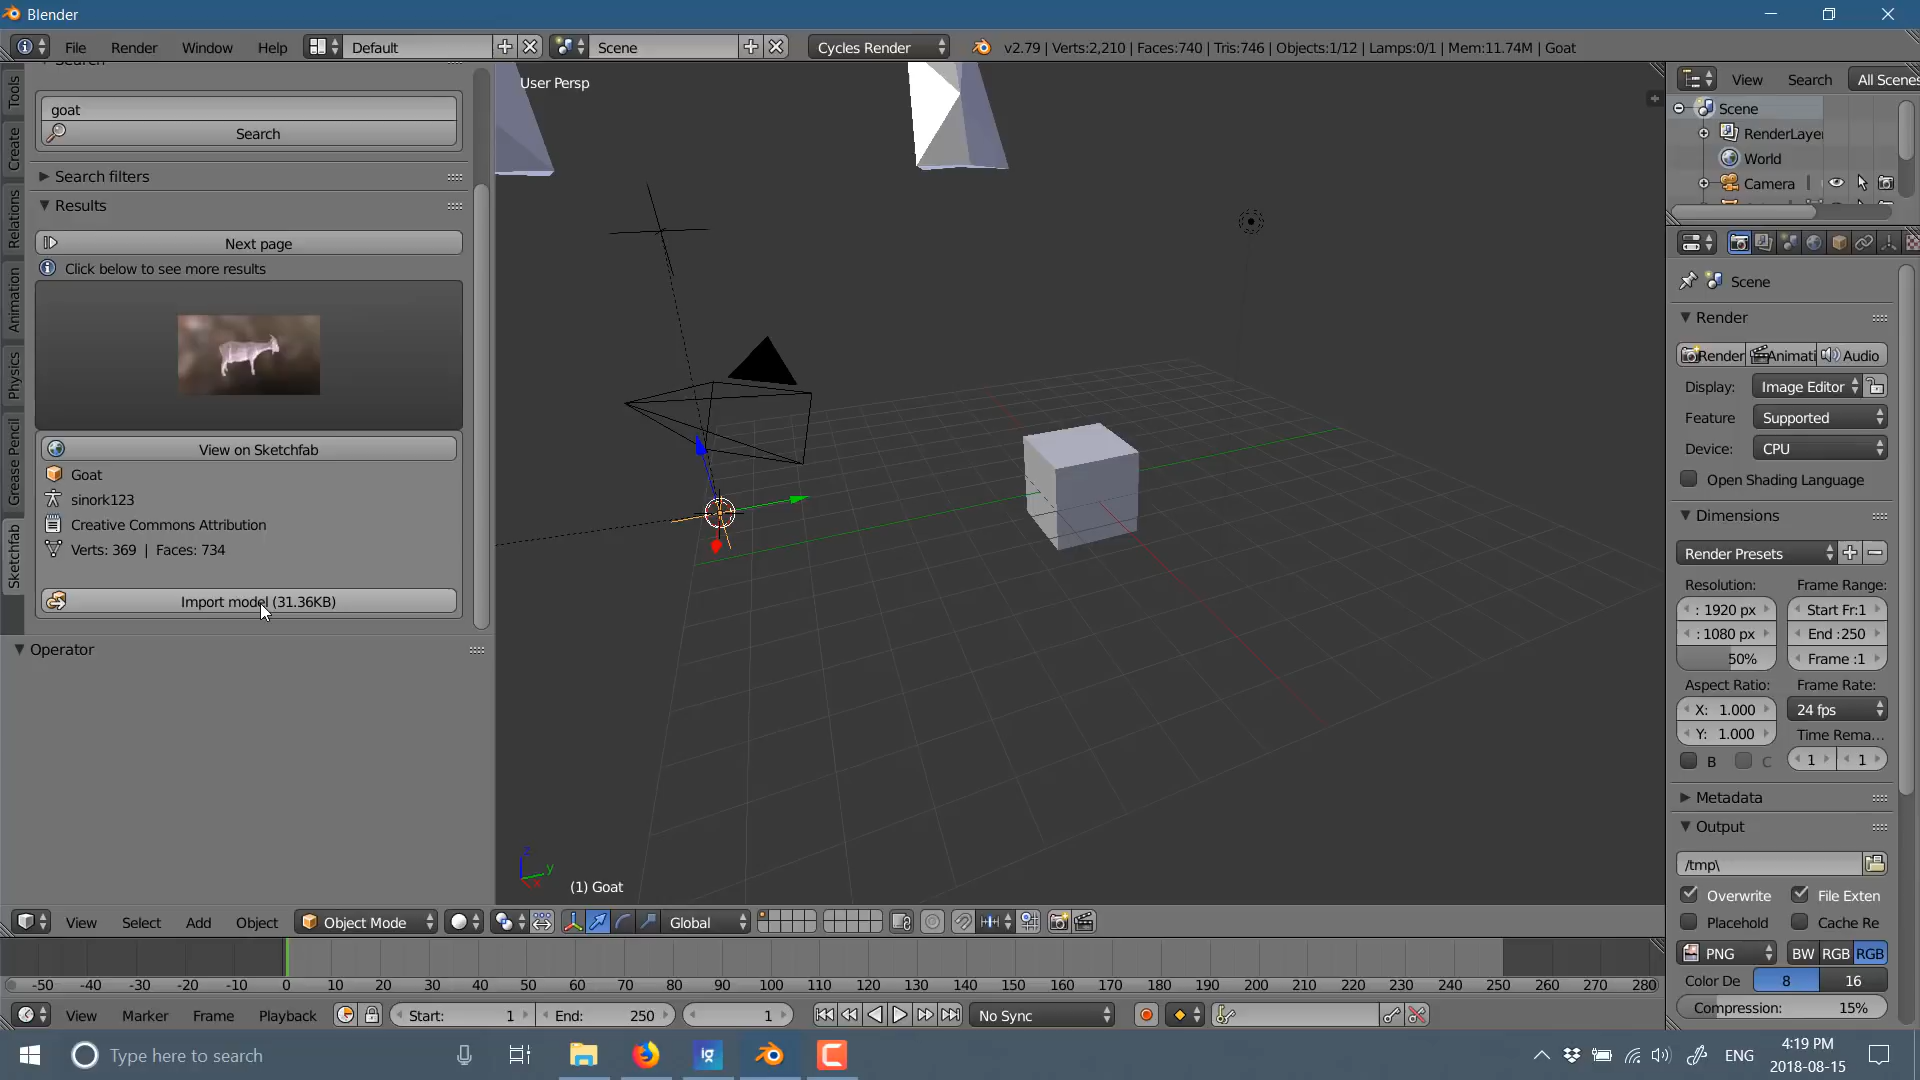 Blender
File Render Window Help Default Scene Cycles Render v2.79 | Verts:2,210 | Faces:740 | Tris:746 | Objects:1/12 | Lamps:0/1 | Mem:11.74M | Goat
Search
goat
Search
Search filters
Results
Next page
Click below to see more results
View on Sketchfab
Goat
sinork123
Creative Commons Attribution
Verts: 369 | Faces: 734
Import model (31.36KB)
Operator
Tools
Create
Relations
Animation
Physics
Grease Pencil
Sketchfab
User Persp
z
y
x
(1) Goat
View Search All Scenes
Scene
RenderLayer
World
Camera
Scene
Render
Render Animati Audio
Display: Image Editor
Feature Supported
Device: CPU
Open Shading Language
Dimensions
Render Presets
Resolution: Frame Range:
: 1920 px Start Fr:1
: 1080 px End :250
50% Frame :1
Aspect Ratio: Frame Rate:
X: 1.000 24 fps
Y: 1.000 Time Rema...
B C 1 1
Metadata
Output
/tmp\
Overwrite File Exten
Placehold Cache Re
PNG BW RGB RGB
Color De 8 16
Compression: 15%
View Select Add Object Object Mode Global
-50 -40 -30 -20 -10 0 10 20 30 40 50 60 70 80 90 100 110 120 130 140 150 160 170 180 190 200 210 220 230 240 250 260 270 280
View Marker Frame Playback Start: 1 End: 250 1 No Sync
Type here to search
ig
ENG
4:19 PM
2018-08-15